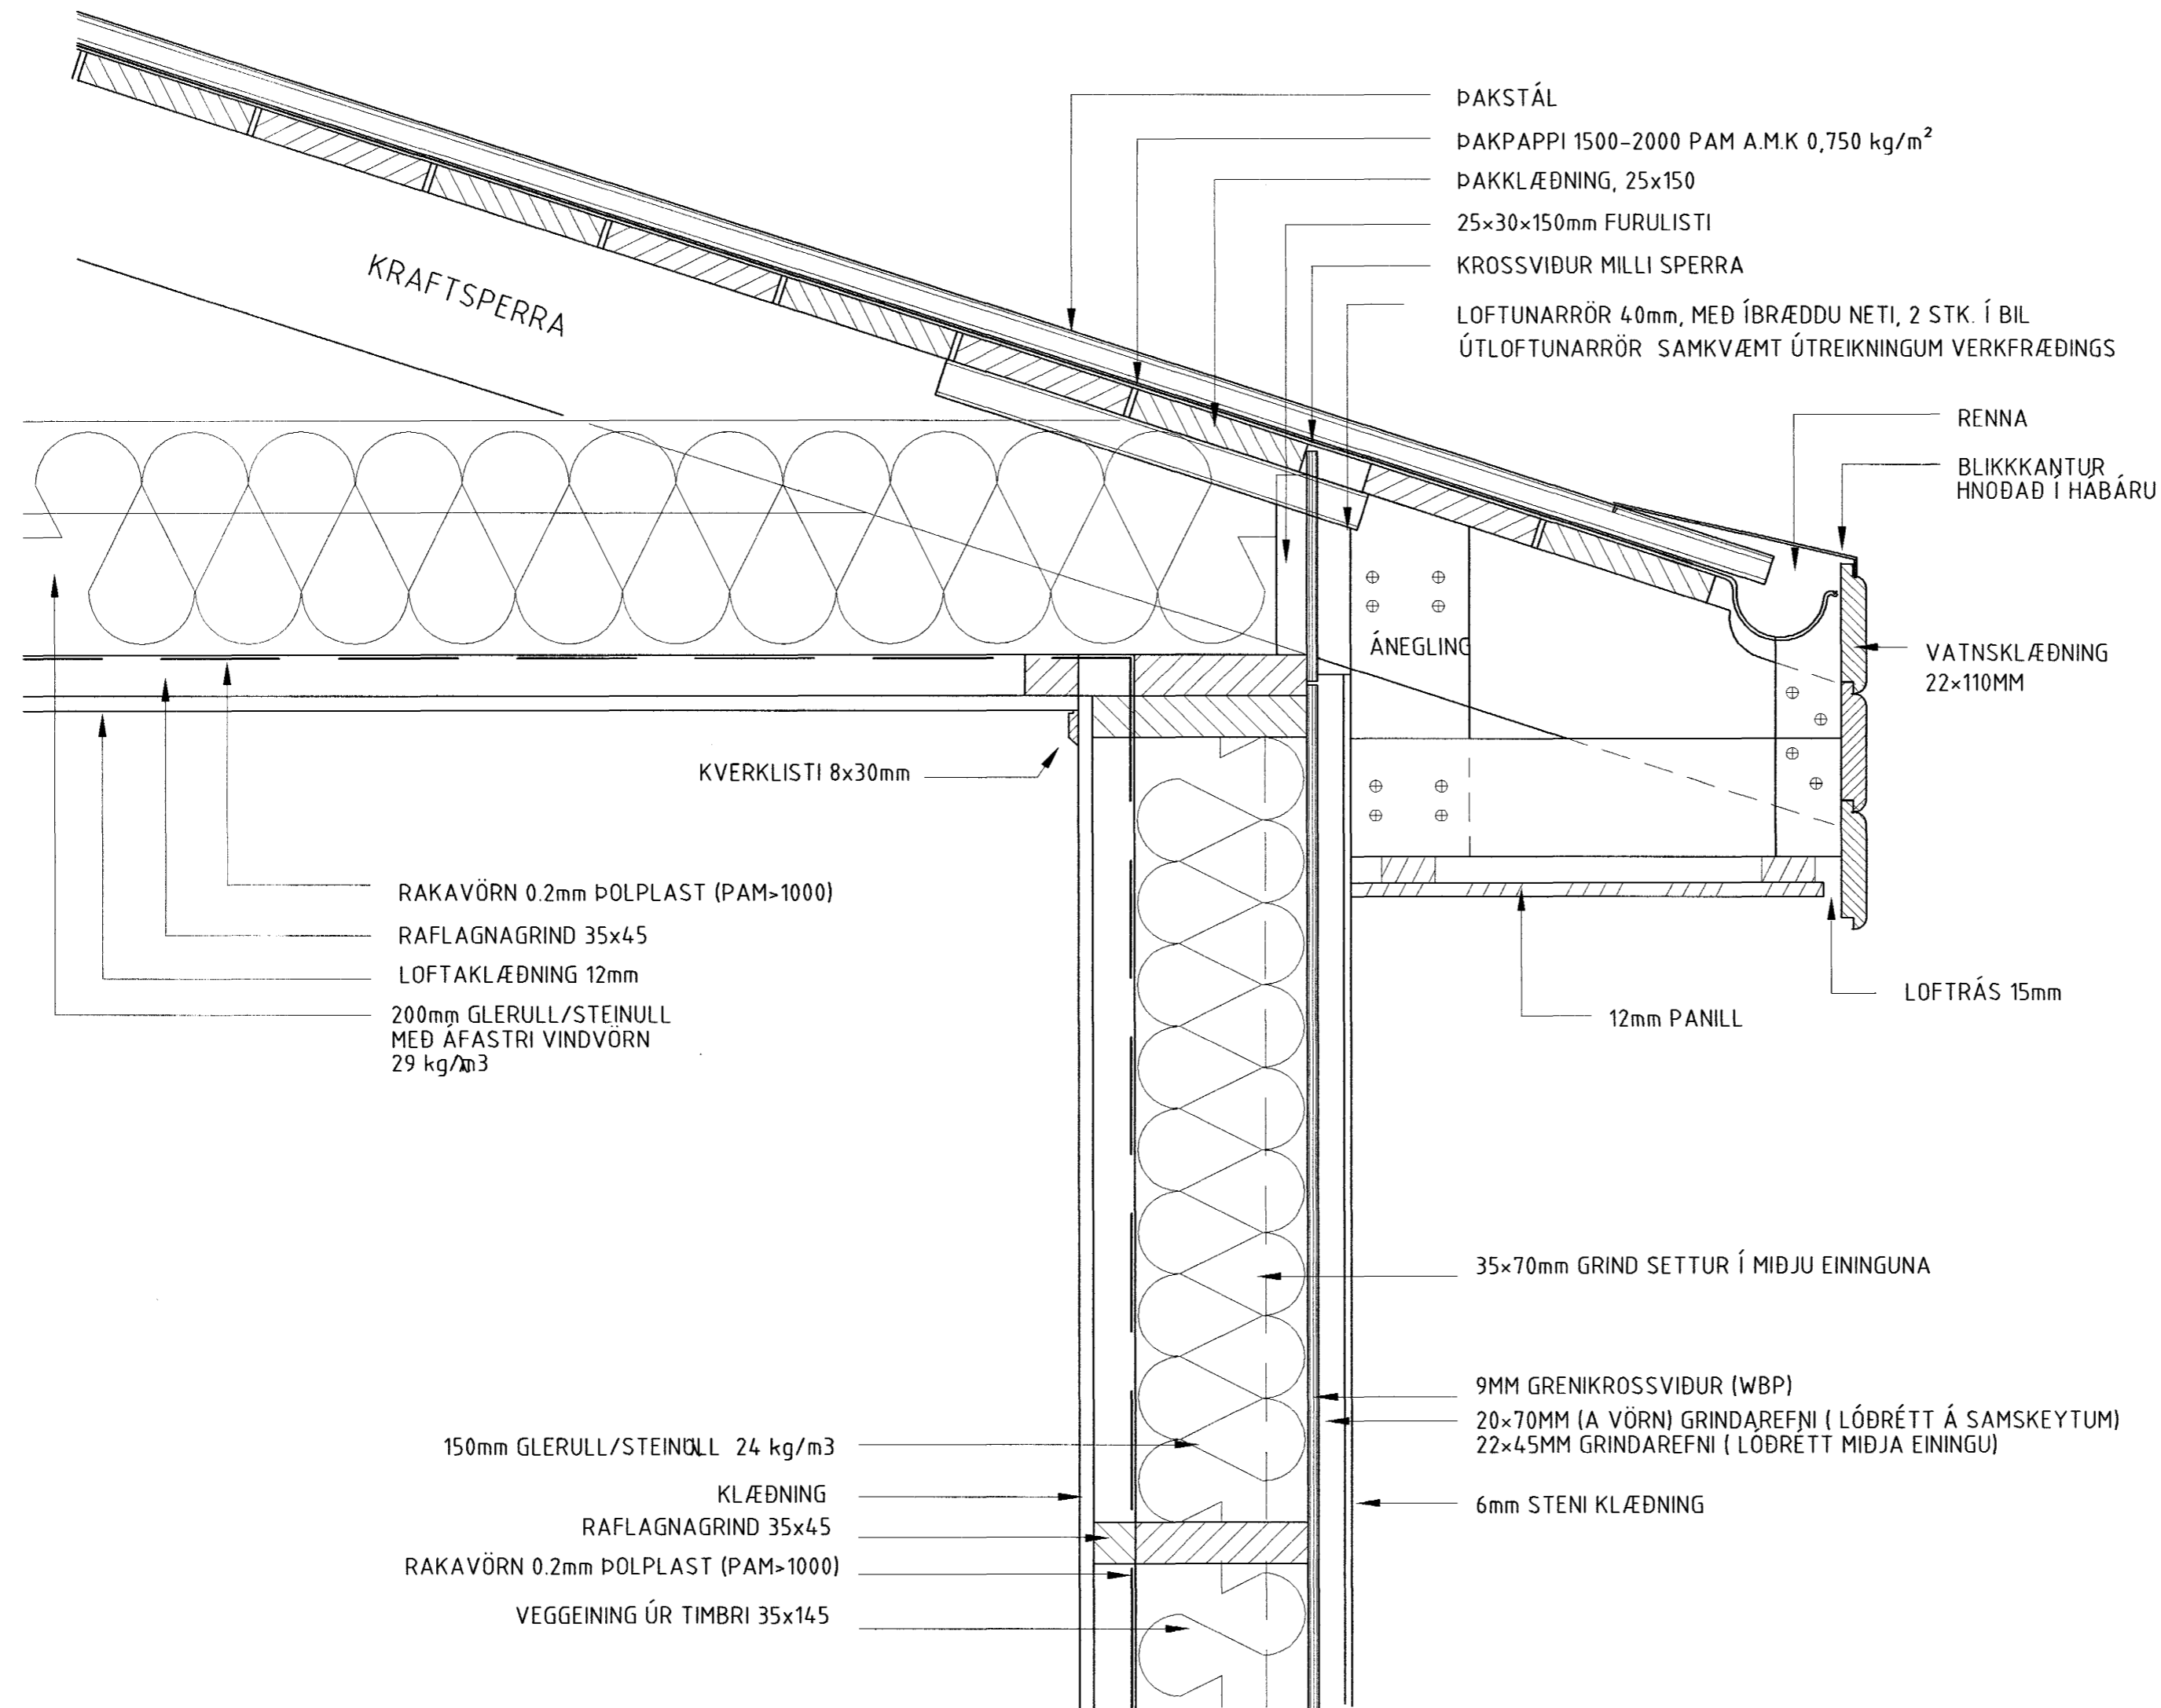 ÞAKSTÁL
ÞAKPAPPI 1500-2000 PAM A.M.K 0,750 kg/m²
ÞAKKLÆÐNING, 25x150
25x30x150mm FURULISTI
KROSSVIÐUR MILLI SPERRA
LOFTUNARRÖR 40mm, MEÐ ÍBRÆDDU NETI, 2 STK. Í BIL
ÚTLOFTUNARRÖR SAMKVÆMT ÚTREIKNINGUM VERKFRÆÐINGS
KRAFTSPERRA
RENNA
BLIKKKANTUR
HNOÐAÐ Í HÁBÁRU
ÁNEGLING
VATNSKLÆÐNING
22x110MM
KVERKLISTI 8x30mm
RAKAVÖRN 0.2mm ÞOLPLAST (PAM>1000)
RAFLAGNAGRIND 35x45
LOFTAKLÆÐNING 12mm
200mm GLERULL/STEINULL
MEÐ ÁFASTRI VINDVÖRN
29 kg/m3
LOFTRÁS 15mm
12mm PANILL
35x70mm GRIND SETTUR Í MIÐJU EININGUNA
9MM GRENIKROSSVIÐUR (WBP)
20x70MM (A VÖRN) GRINDAREFNI ( LÓÐRÉTT Á SAMSKEYTUM)
22x45MM GRINDAREFNI ( LÓÐRÉTT MIÐJA EININGU)
6mm STENI KLÆÐNING
150mm GLERULL/STEINULL 24 kg/m3
KLÆÐNING
RAFLAGNAGRIND 35x45
RAKAVÖRN 0.2mm ÞOLPLAST (PAM>1000)
VEGGEINING ÚR TIMBRI 35x145